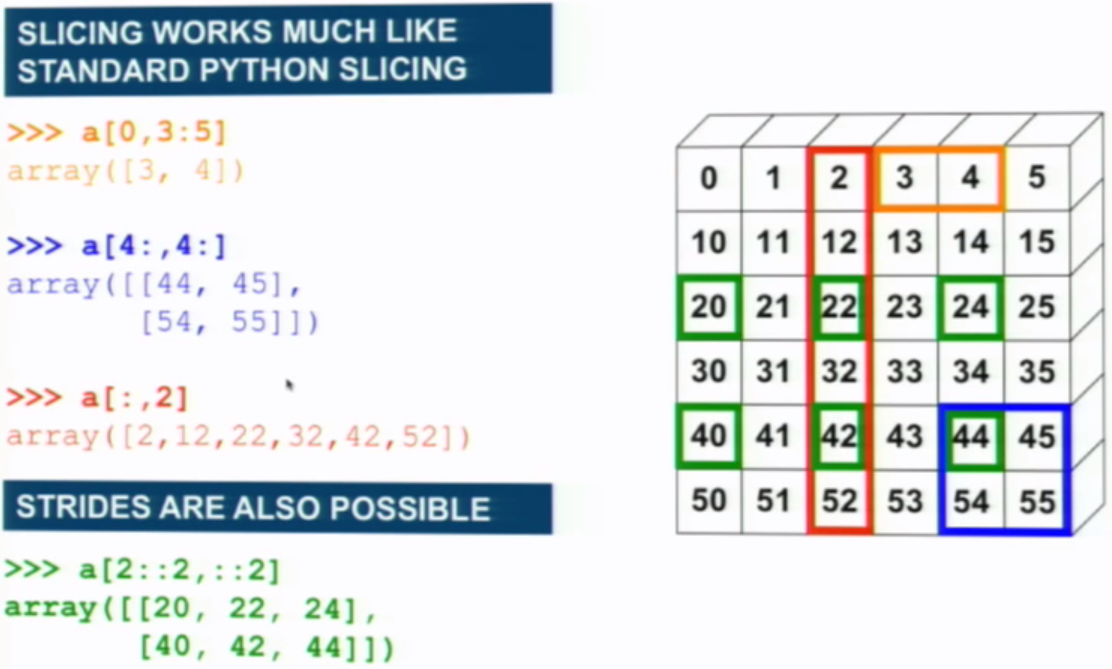 SLICING WORKS MUCH LIKE
STANDARD PYTHON SLICING
>>> a[0,3:5]
array([3, 4])
>>> a[4:,4:]
array([[44, 45],
[54, 55]])
>>> a[:,2]
array([2,12,22,32,42,52])
STRIDES ARE ALSO POSSIBLE
>>> a[2::2,::2]
array([[20, 22, 24],
[40, 42, 44]])
0 1 2 3 4 5
10 11 12 13 14 15
20 21 22 23 24 25
30 31 32 33 34 35
40 41 42 43 44 45
50 51 52 53 54 55